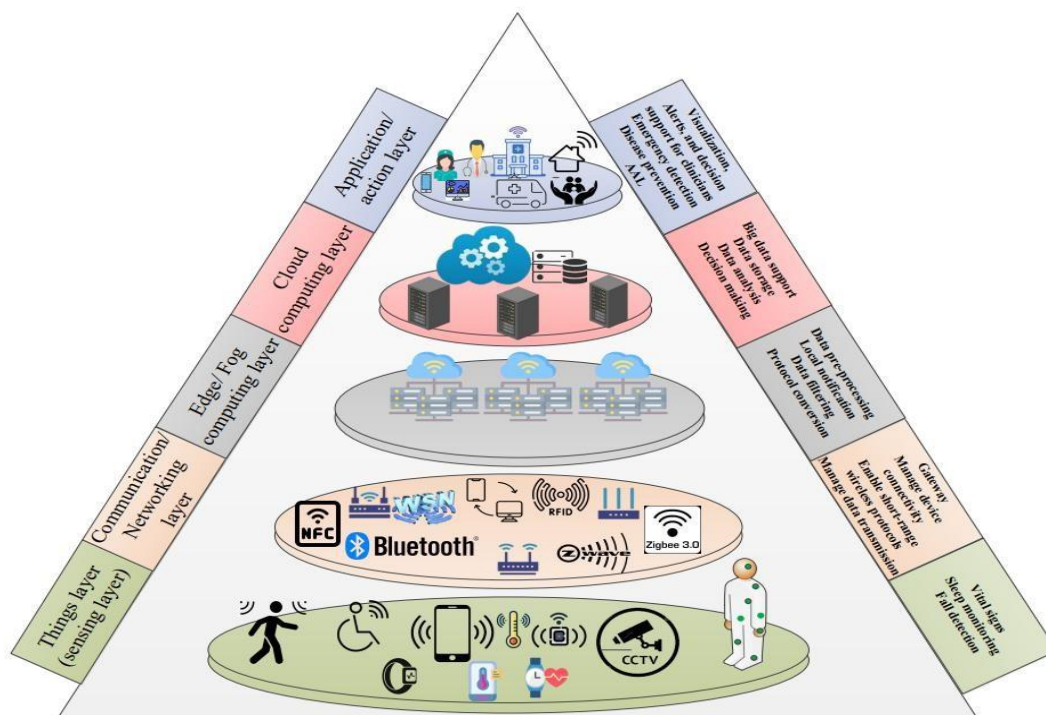 Application/
action layer
Visualization,
Alerts, and decision
support for clinicians
Emergency detection
Disease prevention
AAL
Cloud
computing layer
Big data support
Data storage
Data analysis
Decision making
Edge/ Fog
computing layer
Data pre-processing
Local notification
Data filtering
Protocol conversion
Communication/
Networking
layer
NFC
WSN
RFID
Bluetooth®
Z wave
Zigbee 3.0
Gateway
Manage device
connectivity
Enable short-range
wireless protocols
Manage data transmission
Things layer
(sensing layer)
CCTV
Vital signs
Sleep monitoring
Fall detection